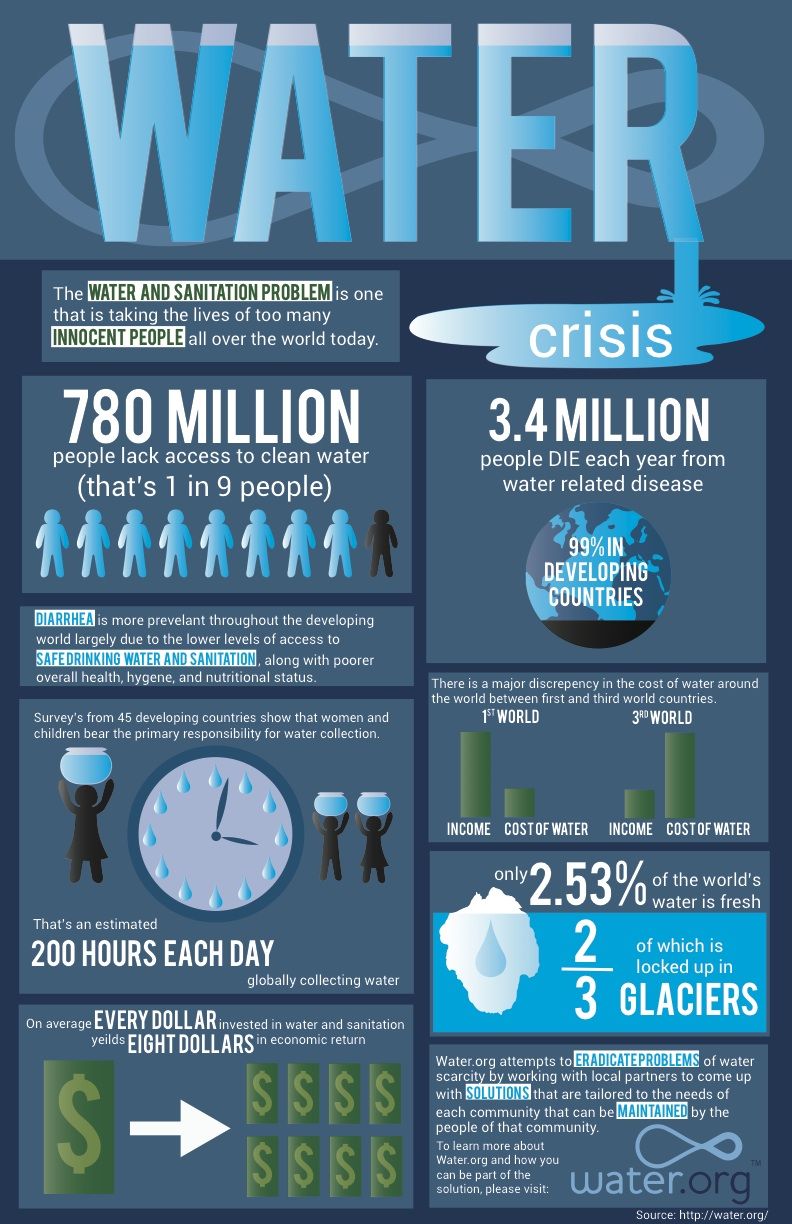 WATER
crisis
The WATER AND SANITATION PROBLEM is one
that is taking the lives of too many
INNOCENT PEOPLE all over the world today.
780 MILLION
people lack access to clean water
(that's 1 in 9 people)
3.4 MILLION
people DIE each year from
water related disease
99% IN
DEVELOPING
COUNTRIES
DIARRHEA is more prevelant throughout the developing
world largely due to the lower levels of access to
SAFE DRINKING WATER AND SANITATION, along with poorer
overall health, hygene, and nutritional status.
There is a major discrepency in the cost of water around
the world between first and third world countries.
1ST WORLD
3RD WORLD
INCOME COST OF WATER INCOME COST OF WATER
Survey's from 45 developing countries show that women and
children bear the primary responsibility for water collection.
That's an estimated
200 HOURS EACH DAY
globally collecting water
only 2.53% of the world's
water is fresh
2
3
of which is
locked up in
GLACIERS
On average EVERY DOLLAR invested in water and sanitation
yeilds EIGHT DOLLARS in economic return
$
$ $ $ $
$ $ $ $
Water.org attempts to ERADICATE PROBLEMS of water
scarcity by working with local partners to come up
with SOLUTIONS that are tailored to the needs of
each community that can be MAINTAINED by the
people of that community.
To learn more about
Water.org and how you
can be part of the
solution, please visit:
water.org™
Source: http://water.org/